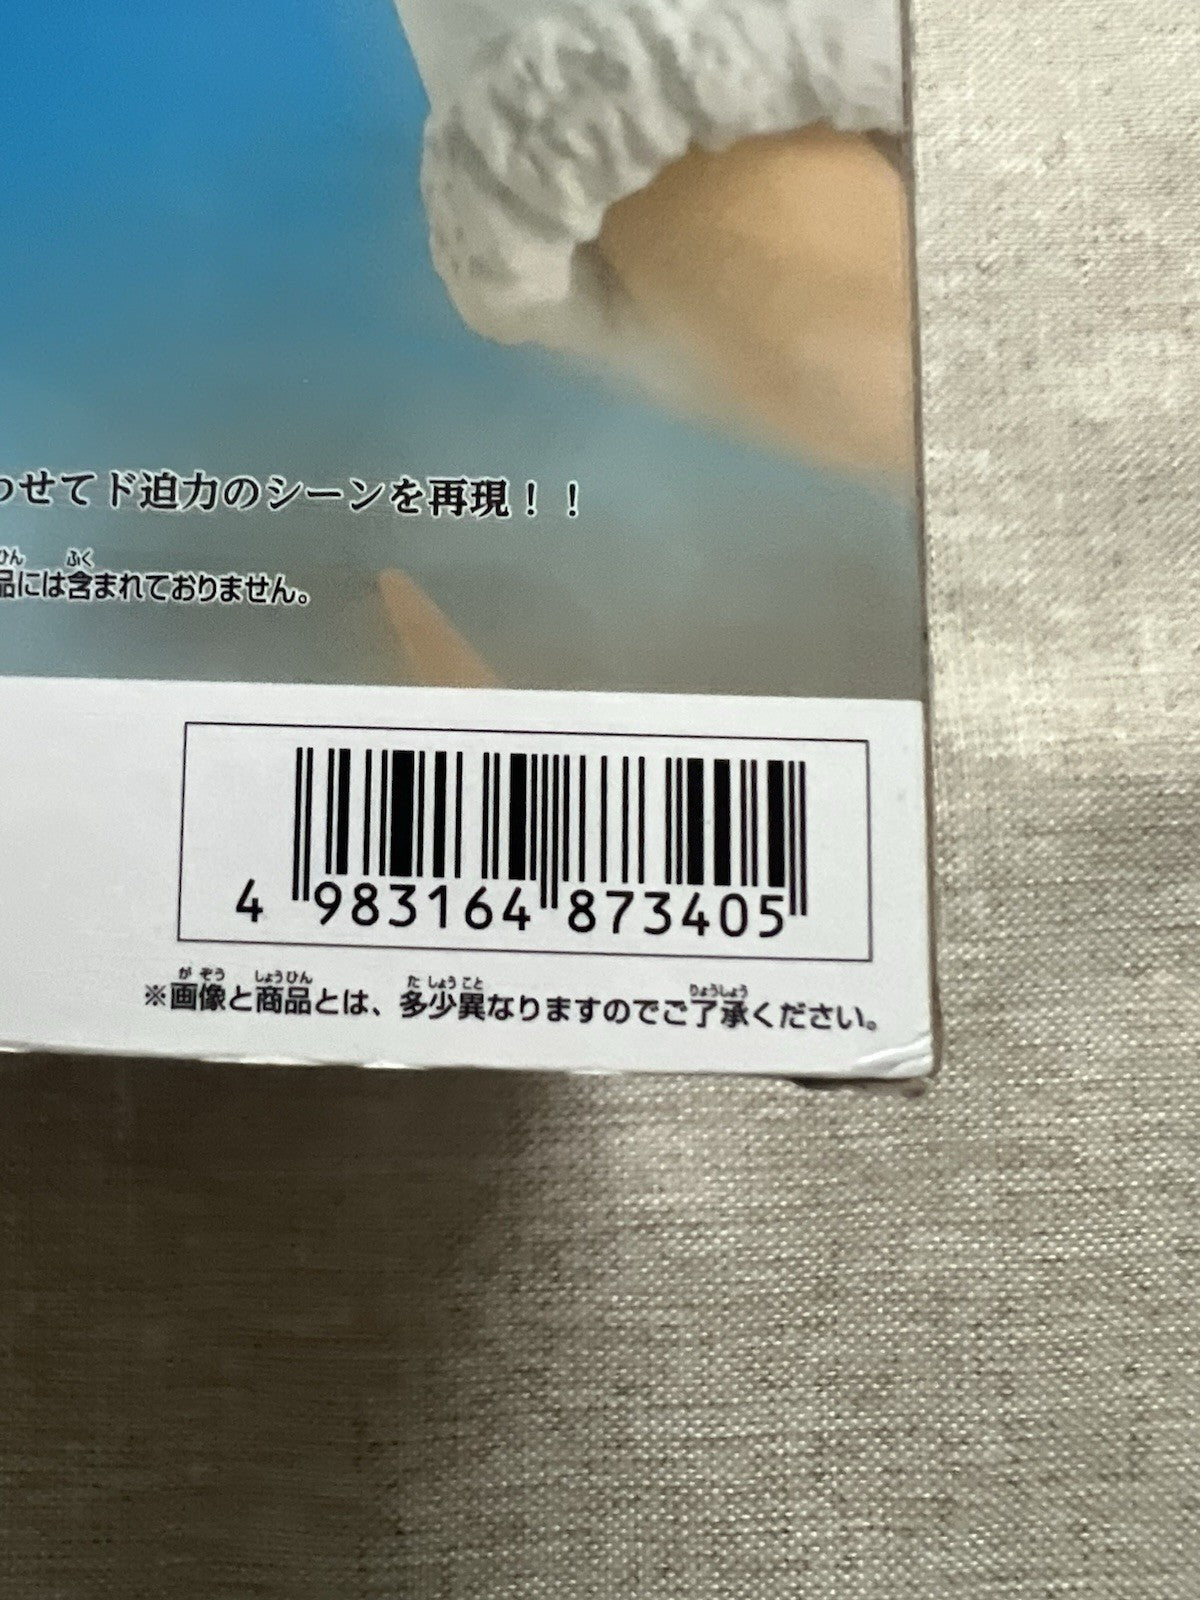 わせてド迫力のシーンを再現！！
品には含まれておりません。
4 983164 873405
※画像と商品とは、多少異なりますのでご了承ください。